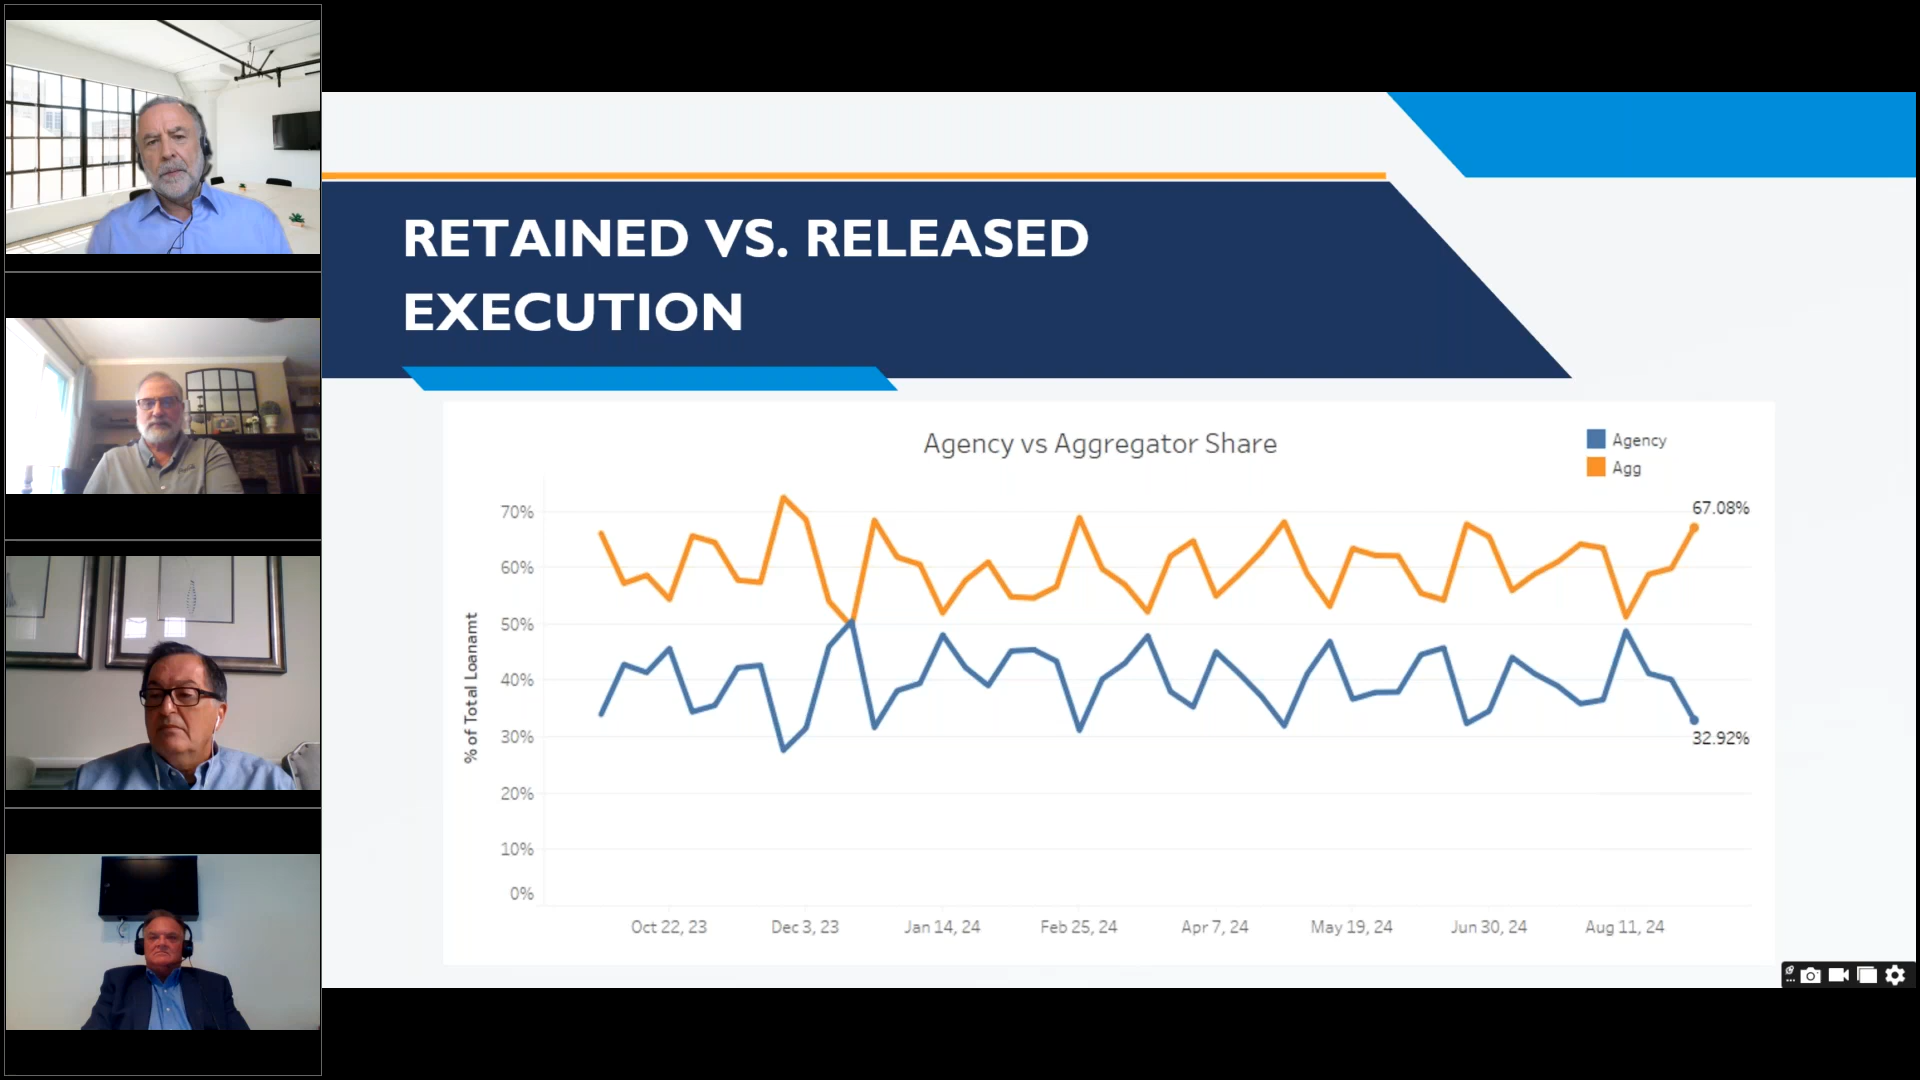 RETAINED VS. RELEASED
EXECUTION
Agency vs Aggregator Share
Agency
Agg
% of Total Loanamt
70%
60%
50%
40%
30%
20%
10%
0%
67.08%
32.92%
Oct 22, 23
Dec 3, 23
Jan 14, 24
Feb 25, 24
Apr 7, 24
May 19, 24
Jun 30, 24
Aug 11, 24